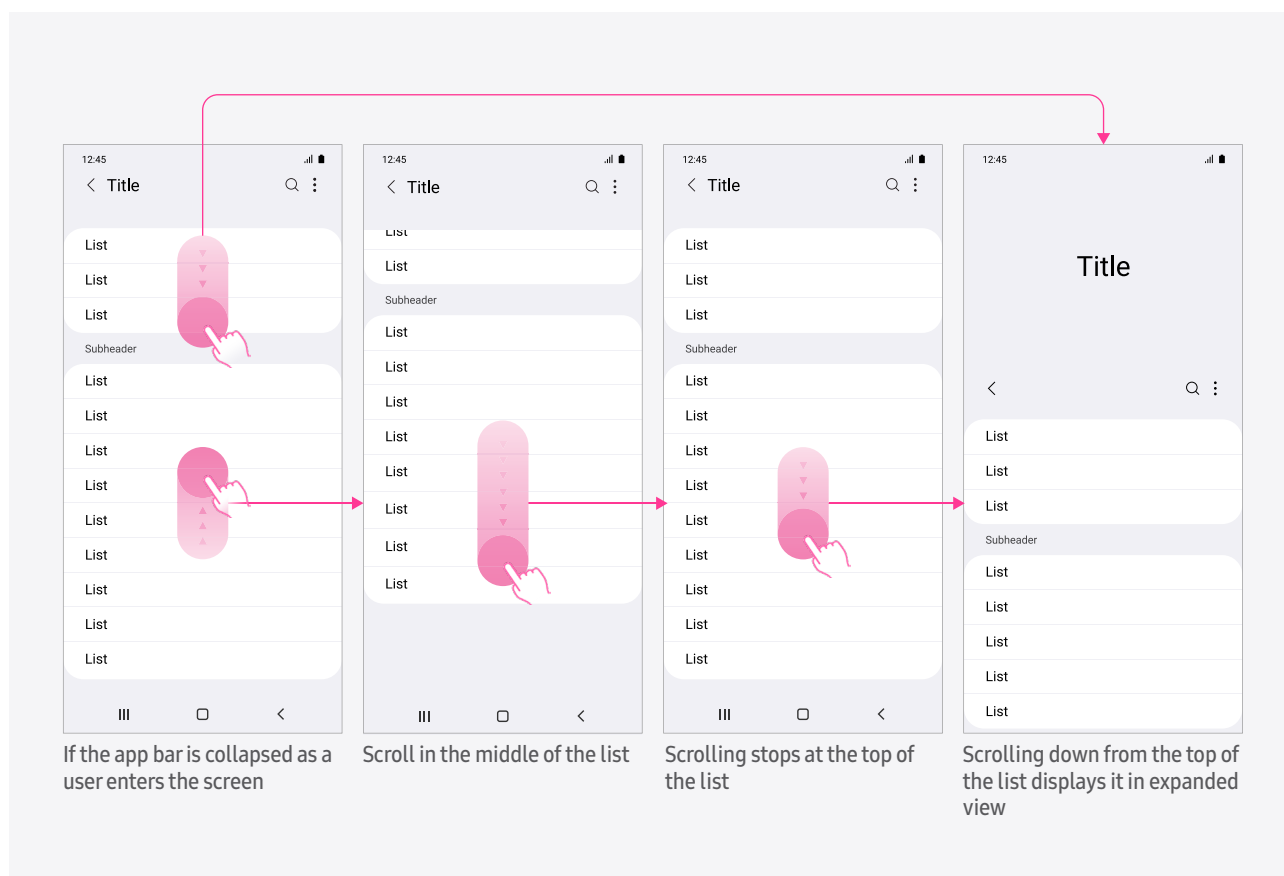 12:45
Title
List
List
List
Subheader
List
List
List
List
List
List
List
List
List
If the app bar is collapsed as a
user enters the screen
12:45
Title
List
List
Subheader
List
List
List
List
List
List
List
List
Scroll in the middle of the list
12:45
Title
List
List
List
Subheader
List
List
List
List
List
List
List
List
List
Scrolling stops at the top of
the list
12:45
Title
List
List
List
Subheader
List
List
List
List
List
Scrolling down from the top of
the list displays it in expanded
view